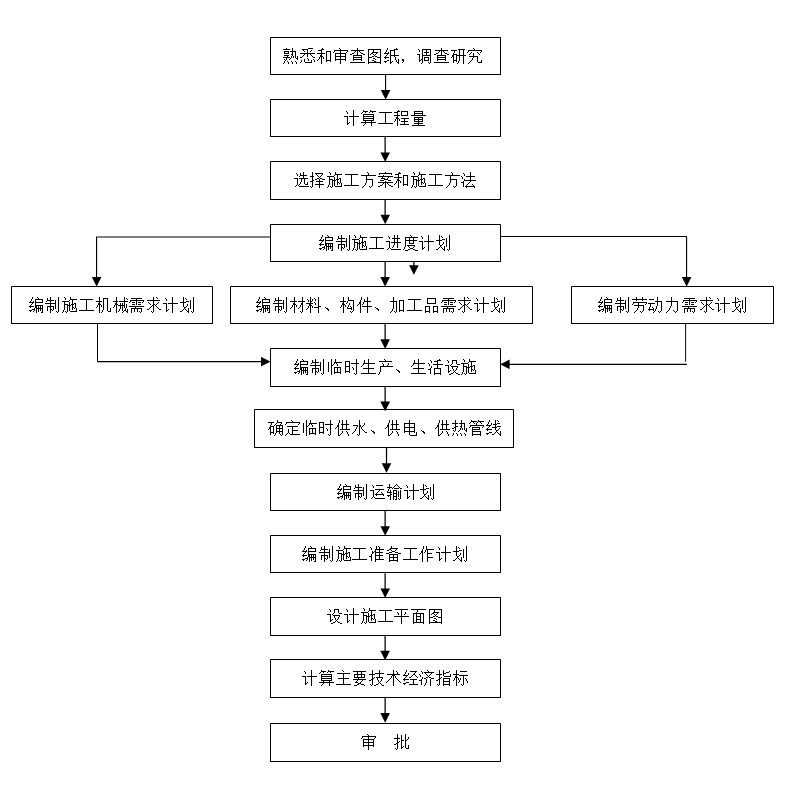 熟悉和审查图纸，调查研究
计算工程量
选择施工方案和施工方法
编制施工进度计划
编制施工机械需求计划
编制材料、构件、加工品需求计划
编制劳动力需求计划
编制临时生产、生活设施
确定临时供水、供电、供热管线
编制运输计划
编制施工准备工作计划
设计施工平面图
计算主要技术经济指标
审 批